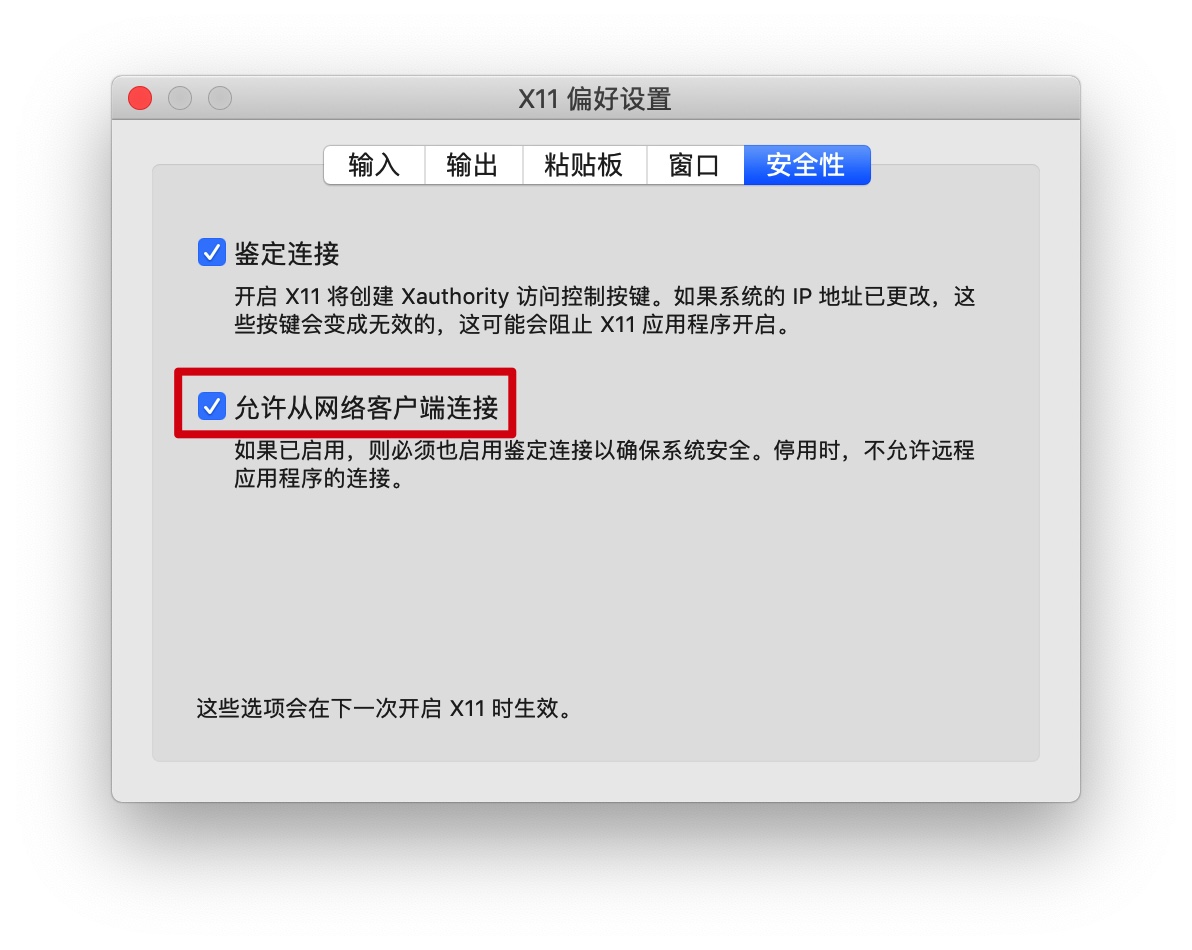 X11 偏好设置
输入 输出 粘贴板 窗口 安全性
鉴定连接
开启 X11 将创建 Xauthority 访问控制按键。如果系统的 IP 地址已更改，这
些按键会变成无效的，这可能会阻止 X11 应用程序开启。
允许从网络客户端连接
如果已启用，则必须也启用鉴定连接以确保系统安全。停用时，不允许远程
应用程序的连接。
这些选项会在下一次开启 X11 时生效。